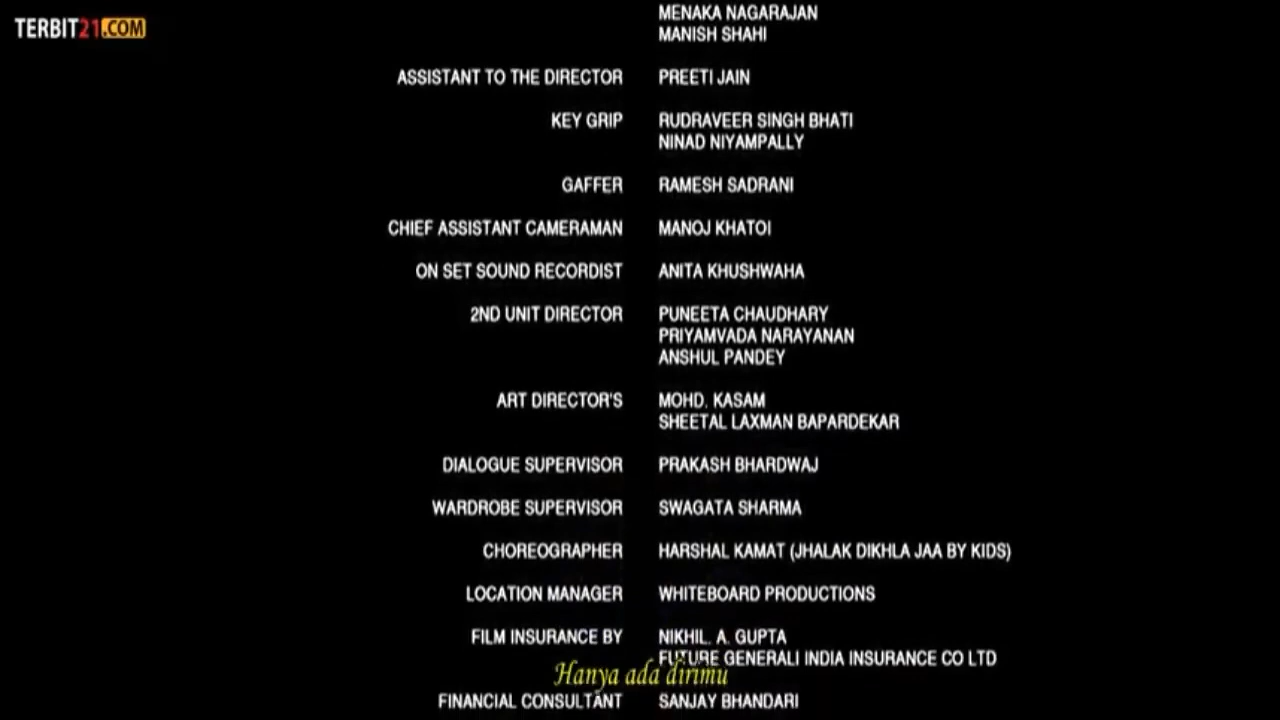 TERBIT21.COM
MENAKA NAGARAJAN
MANISH SHAHI
ASSISTANT TO THE DIRECTOR PREETI JAIN
KEY GRIP RUDRAVEER SINGH BHATI
NINAD NIYAMPALLY
GAFFER RAMESH SADRANI
CHIEF ASSISTANT CAMERAMAN MANOJ KHATOI
ON SET SOUND RECORDIST ANITA KHUSHWAHA
2ND UNIT DIRECTOR PUNEETA CHAUDHARY
PRIYAMVADA NARAYANAN
ANSHUL PANDEY
ART DIRECTOR'S MOHD. KASAM
SHEETAL LAXMAN BAPARDEKAR
DIALOGUE SUPERVISOR PRAKASH BHARDWAJ
WARDROBE SUPERVISOR SWAGATA SHARMA
CHOREOGRAPHER HARSHAL KAMAT (JHALAK DIKHLA JAA BY KIDS)
LOCATION MANAGER WHITEBOARD PRODUCTIONS
FILM INSURANCE BY NIKHIL. A. GUPTA
FUTURE GENERALI INDIA INSURANCE CO LTD
Hanya ada dirimu
FINANCIAL CONSULTANT SANJAY BHANDARI